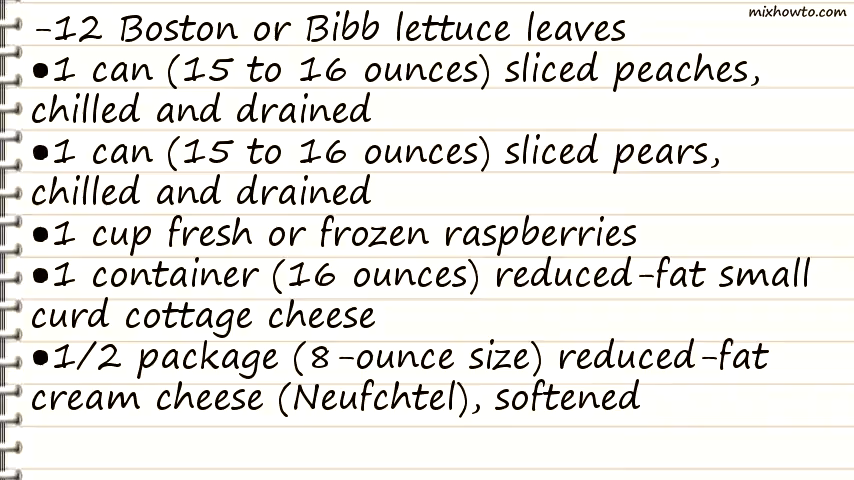 mixhowto.com
-12 Boston or Bibb lettuce leaves
•1 can (15 to 16 ounces) sliced peaches,
chilled and drained
•1 can (15 to 16 ounces) sliced pears,
chilled and drained
•1 cup fresh or frozen raspberries
•1 container (16 ounces) reduced-fat small
curd cottage cheese
•1/2 package (8-ounce size) reduced-fat
cream cheese (Neufchtel), softened